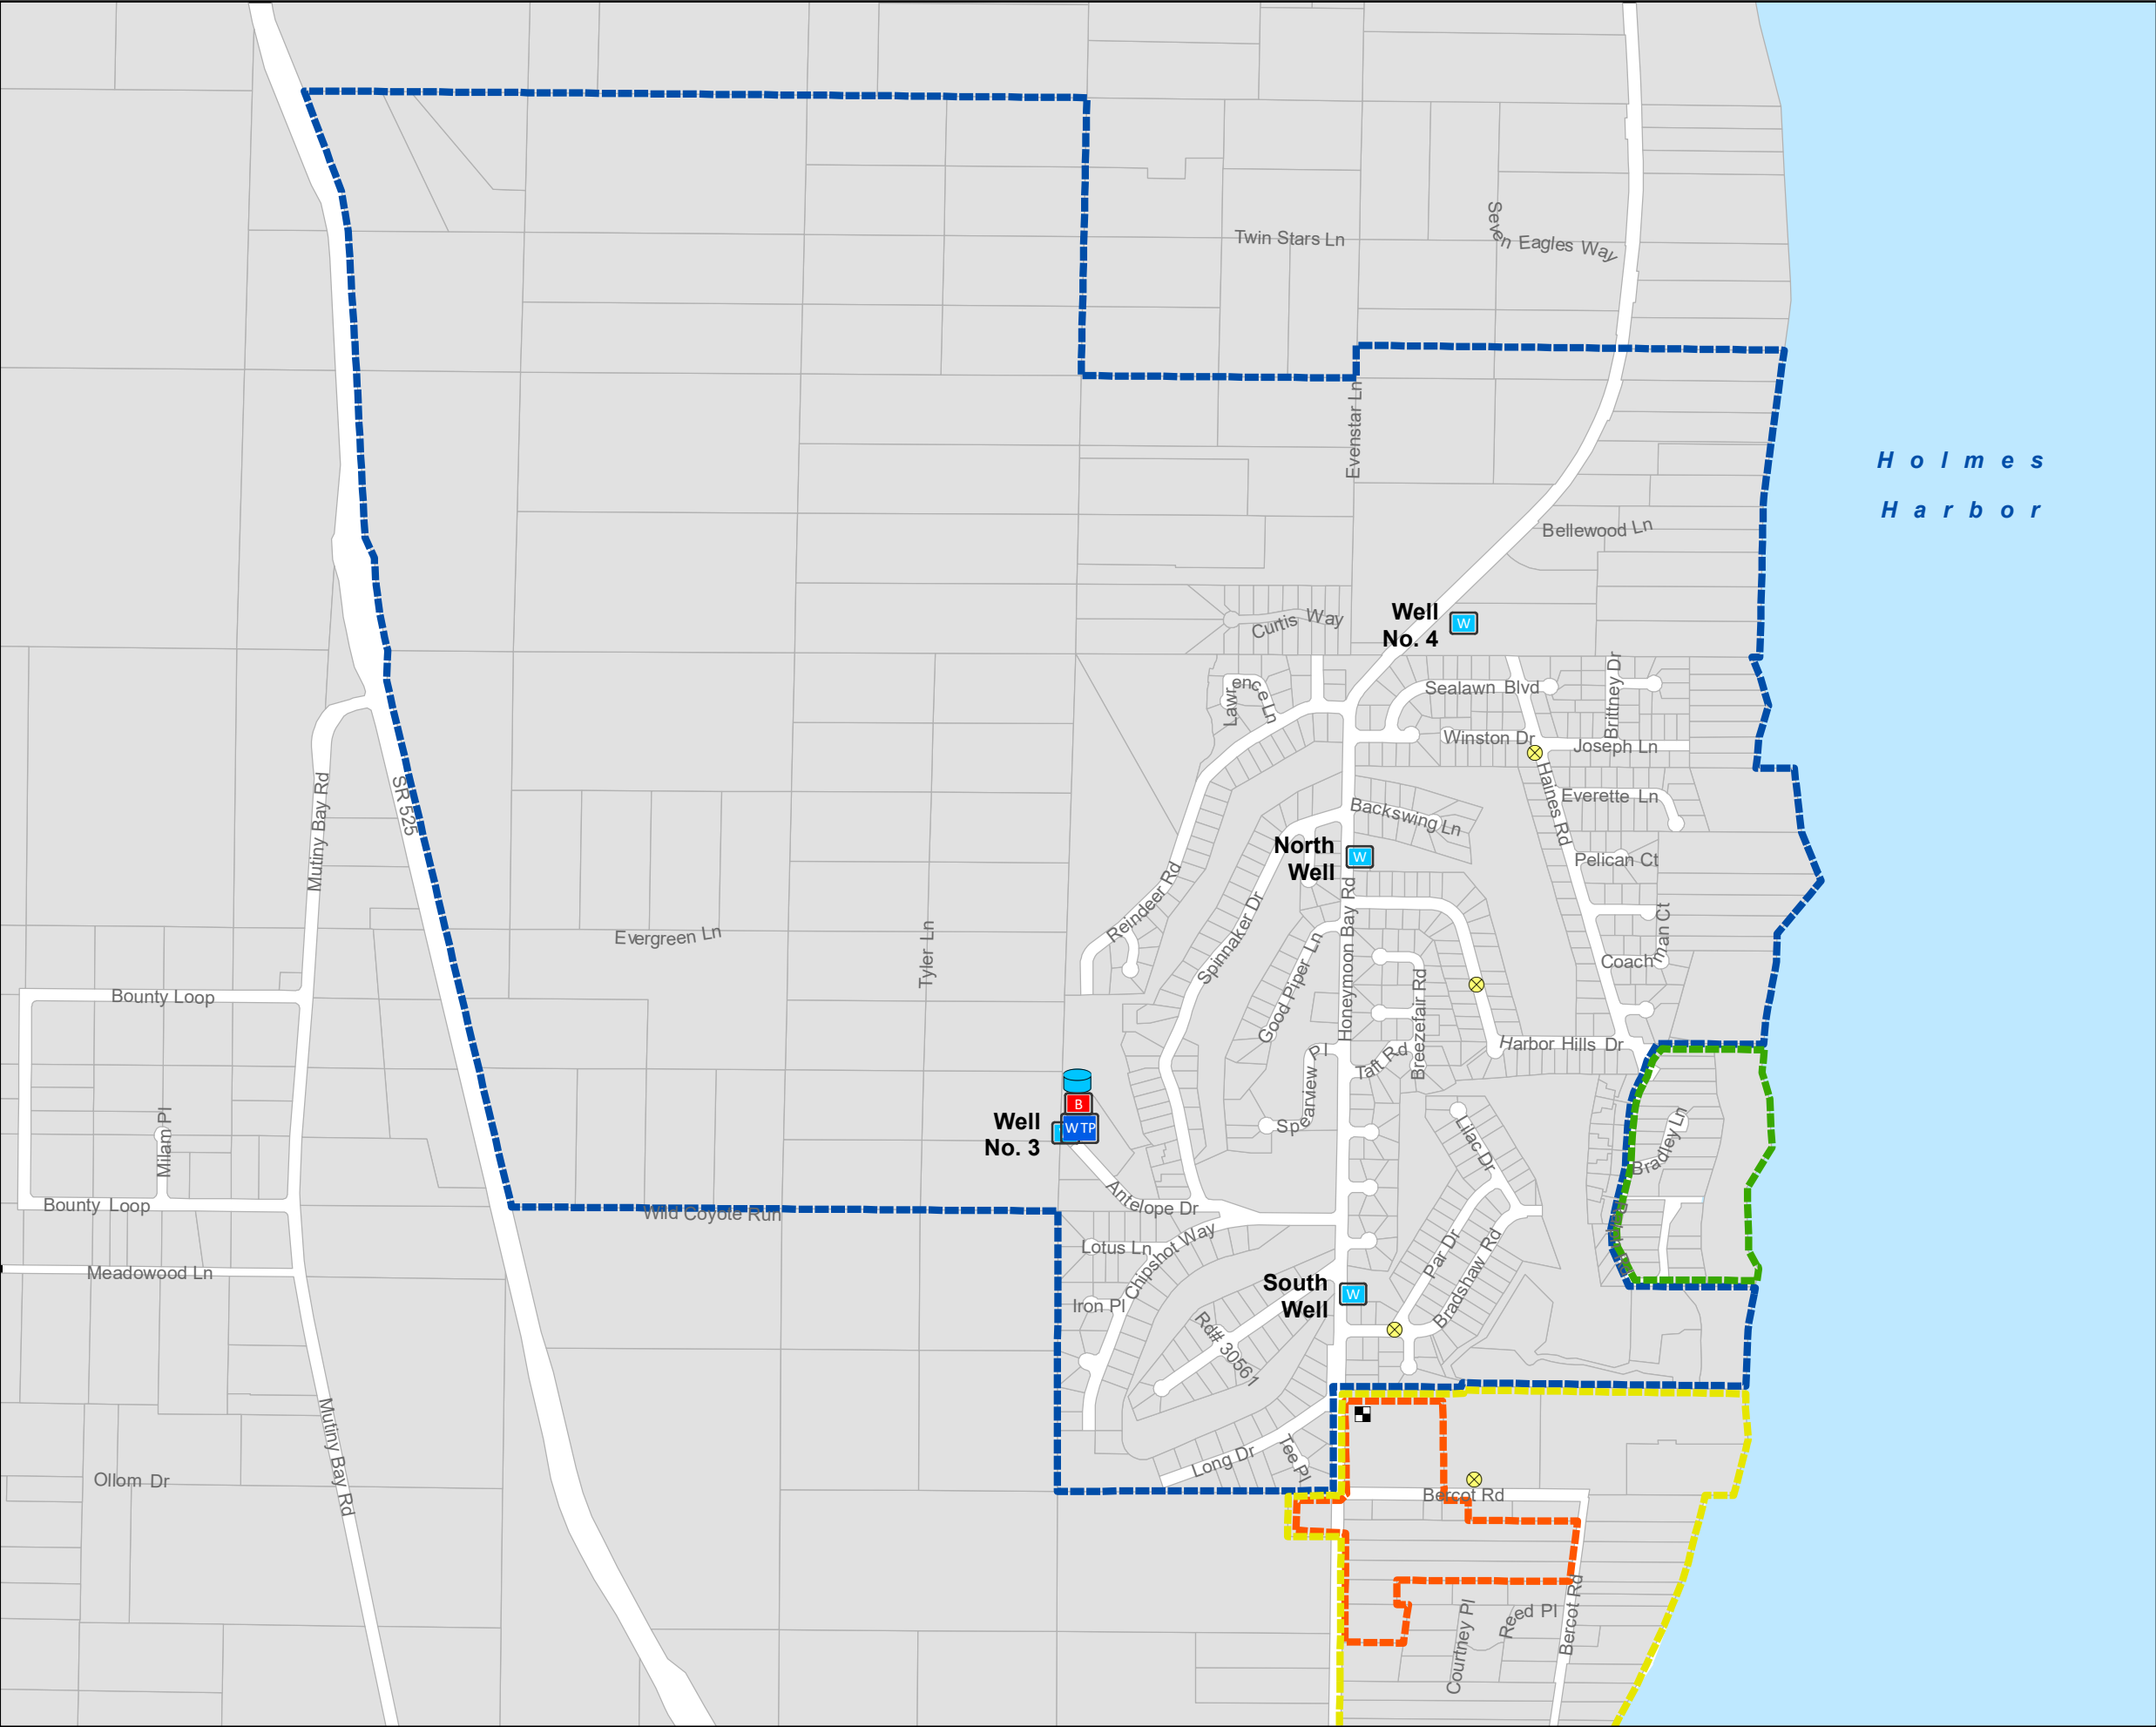 Twin Stars Ln
Seven Eagles Way
Evenstar Ln
Holmes
Harbor
Bellewood Ln
Curtis Way
Well
No. 4
W
Lawrence Ln
Sealawn Blvd
Brittney Dr
Winston Dr
Joseph Ln
SR 525
Mutiny Bay Rd
Haines Rd
Everette Ln
Backswing Ln
North
Well
W
Pelican Ct
Reindeer Rd
Spinnaker Dr
Honeymoon Bay Rd
Evergreen Ln
Tyler Ln
Good Piper Ln
Coachman Ct
Breezefair Rd
Bounty Loop
Harbor Hills Dr
Taft Rd
Spearview Pl
B
WTP
Well
No. 3
Milam Pl
Lilac Dr
Bradley Ln
Antelope Dr
Bounty Loop
Wild Coyote Run
Lotus Ln
Chipshot Way
Par Dr
Bradshaw Rd
Meadowood Ln
Iron Pl
South
Well
W
Rd# 30561
Mutiny Bay Rd
Long Dr
Tee Pl
Ollom Dr
Bercot Rd
Courtney Pl
Reed Pl
Bercot Rd